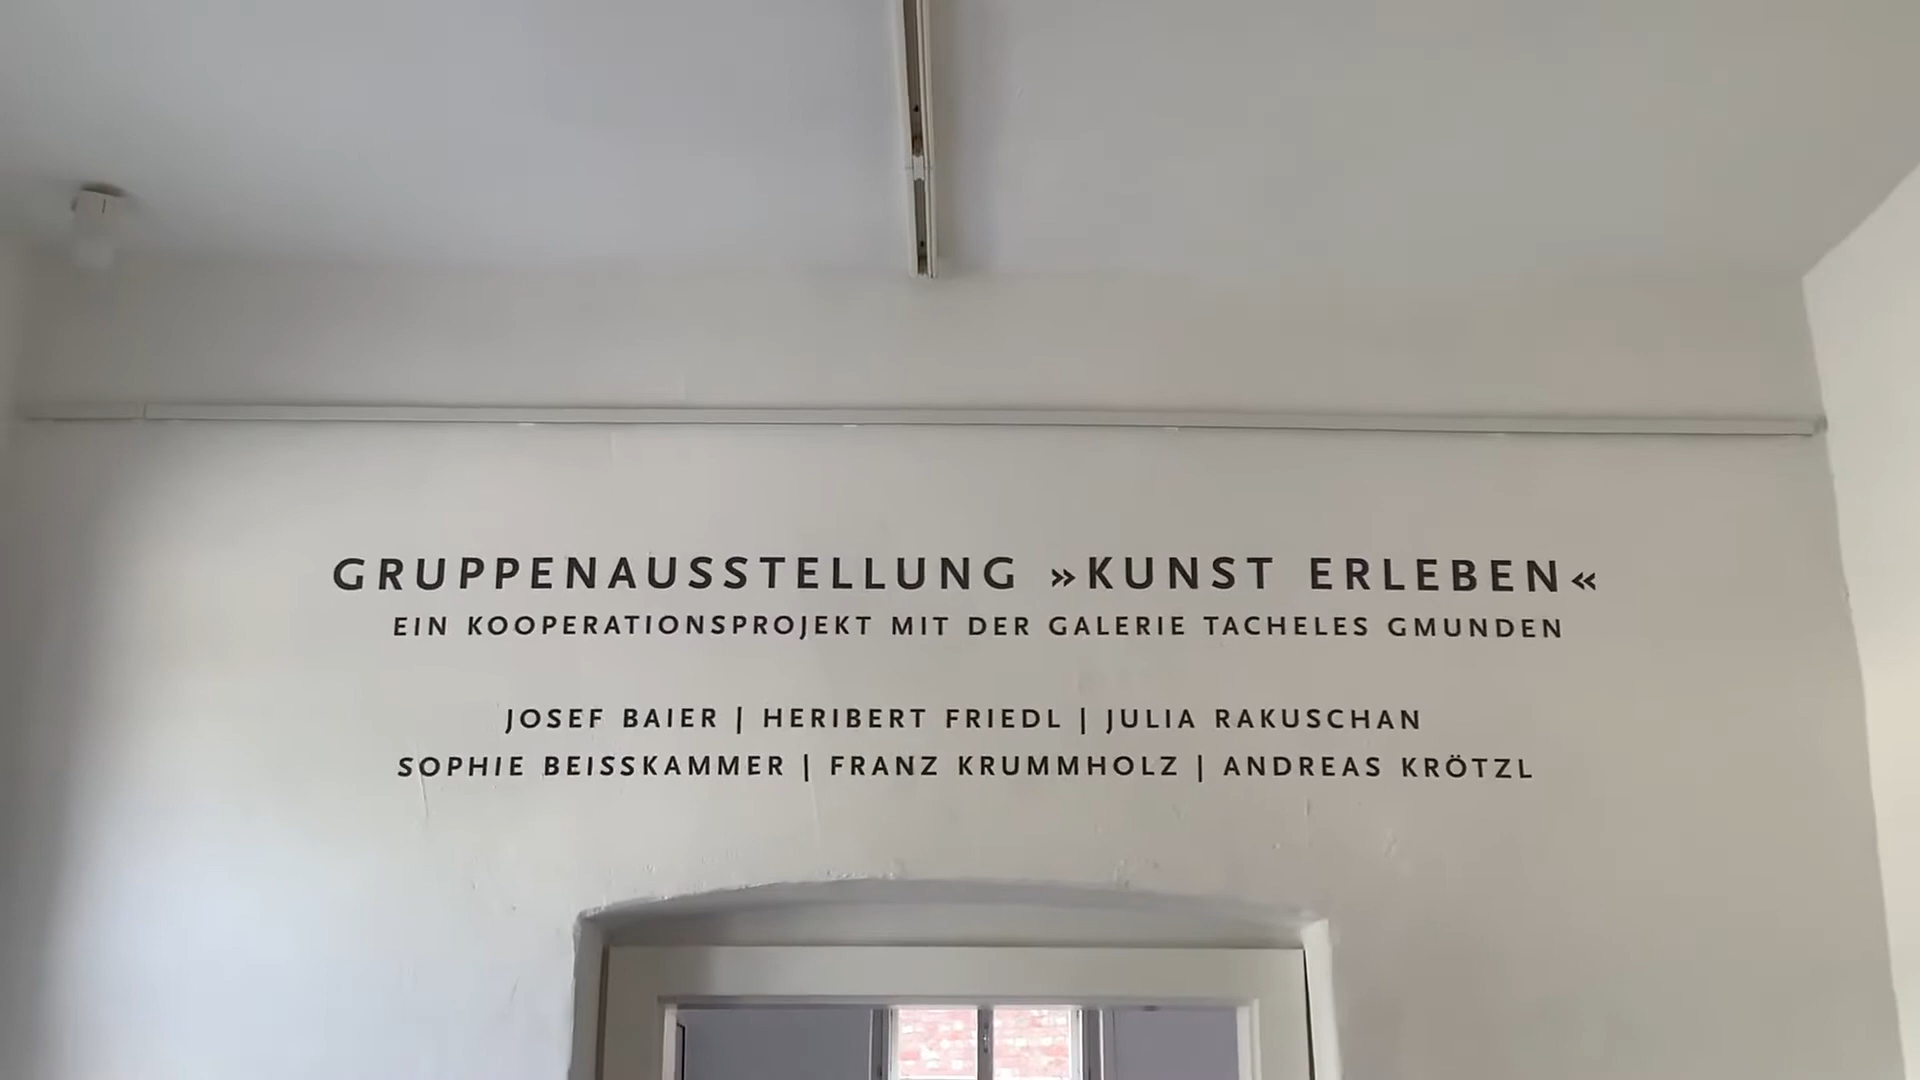 GRUPPENAUSSTELLUNG »KUNST ERLEBEN«
EIN KOOPERATIONSPROJEKT MIT DER GALERIE TACHELES GMUNDEN
JOSEF BAIER | HERIBERT FRIEDL | JULIA RAKUSCHAN
SOPHIE BEISSKAMMER | FRANZ KRUMMHOLZ | ANDREAS KRÖTZL